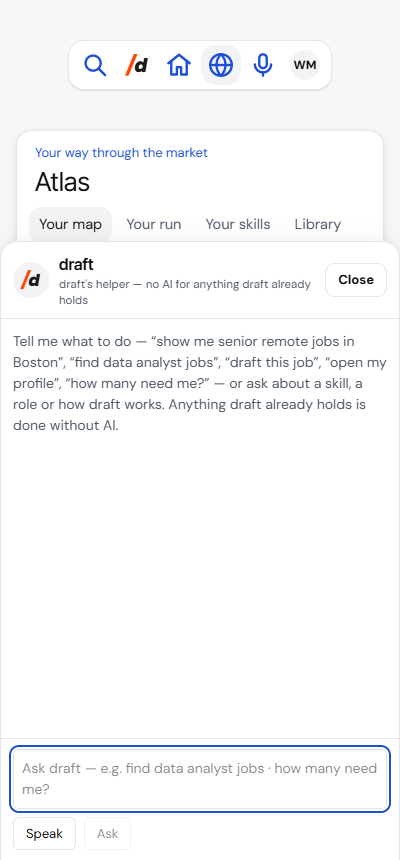 /d
WM
Your way through the market
Atlas
Your map
Your run
Your skills
Library
/d
draft
draft's helper — no AI for anything draft already
holds
Close
Tell me what to do — “show me senior remote jobs in
Boston”, “find data analyst jobs”, “draft this job”, “open my
profile”, “how many need me?” — or ask about a skill, a
role or how draft works. Anything draft already holds is
done without AI.
Ask draft — e.g. find data analyst jobs · how many need
me?
Speak
Ask